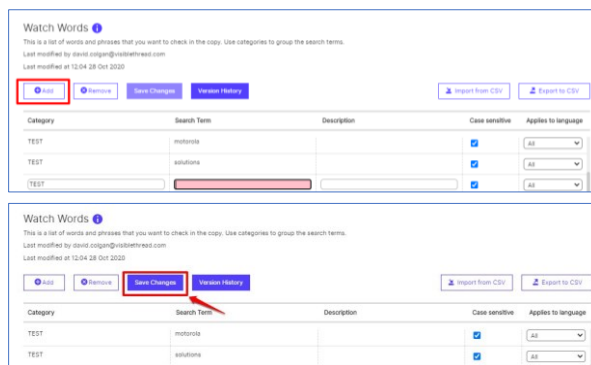 Watch Words
This is a list of words and phrases that you want to check in the copy. Use categories to group the search terms.
Last modified by david.colgan@visiblethread.com
Last modified at 12:04 28 Oct 2020
Add Remove Save Changes Version History Import from CSV Export to CSV
Category Search Term Description Case sensitive Applies to language
TEST motorola All
TEST solutions All
TEST All
Watch Words
This is a list of words and phrases that you want to check in the copy. Use categories to group the search terms.
Last modified by david.colgan@visiblethread.com
Last modified at 12:04 28 Oct 2020
Add Remove Save Changes Version History Import from CSV Export to CSV
Category Search Term Description Case sensitive Applies to language
TEST motorola All
TEST solutions All